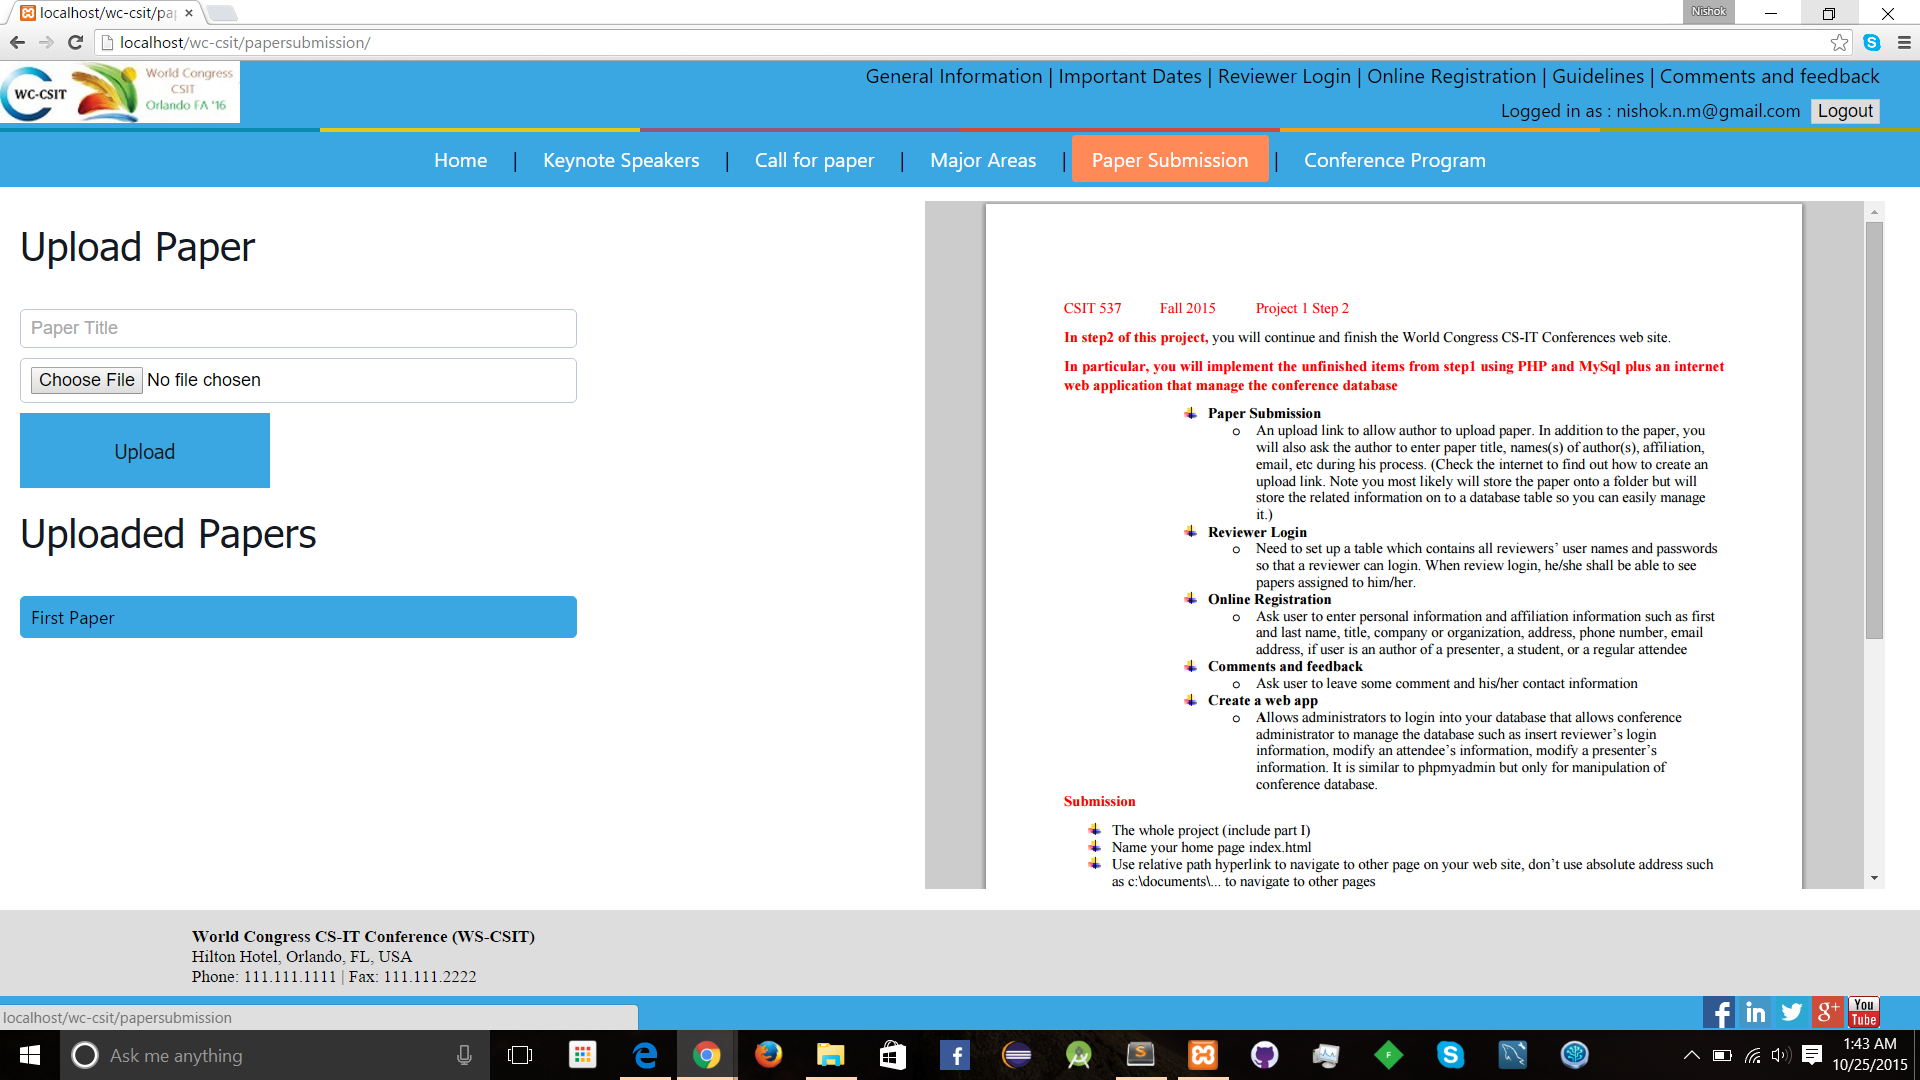 localhost/wc-csit/pa
Nishok
localhost/wc-csit/papersubmission/
WC-CSIT
World Congress
CSIT
Orlando FA '16
General Information | Important Dates | Reviewer Login | Online Registration | Guidelines | Comments and feedback
Logged in as : nishok.n.m@gmail.com Logout
Home | Keynote Speakers | Call for paper | Major Areas | Paper Submission | Conference Program
Upload Paper
Paper Title
Choose File No file chosen
Upload
Uploaded Papers
First Paper
CSIT 537 Fall 2015 Project 1 Step 2
In step2 of this project, you will continue and finish the World Congress CS-IT Conferences web site.
In particular, you will implement the unfinished items from step1 using PHP and MySql plus an internet
web application that manage the conference database
Paper Submission
o An upload link to allow author to upload paper. In addition to the paper, you
will also ask the author to enter paper title, names(s) of author(s), affiliation,
email, etc during his process. (Check the internet to find out how to create an
upload link. Note you most likely will store the paper onto a folder but will
store the related information on to a database table so you can easily manage
it.)
Reviewer Login
o Need to set up a table which contains all reviewers’ user names and passwords
so that a reviewer can login. When review login, he/she shall be able to see
papers assigned to him/her.
Online Registration
o Ask user to enter personal information and affiliation information such as first
and last name, title, company or organization, address, phone number, email
address, if user is an author of a presenter, a student, or a regular attendee
Comments and feedback
o Ask user to leave some comment and his/her contact information
Create a web app
o Allows administrators to login into your database that allows conference
administrator to manage the database such as insert reviewer’s login
information, modify an attendee’s information, modify a presenter’s
information. It is similar to phpmyadmin but only for manipulation of
conference database.
Submission
The whole project (include part I)
Name your home page index.html
Use relative path hyperlink to navigate to other page on your web site, don’t use absolute address such
as c:\documents\... to navigate to other pages
World Congress CS-IT Conference (WS-CSIT)
Hilton Hotel, Orlando, FL, USA
Phone: 111.111.1111 | Fax: 111.111.2222
localhost/wc-csit/papersubmission
You
Tube
Ask me anything
1:43 AM
10/25/2015